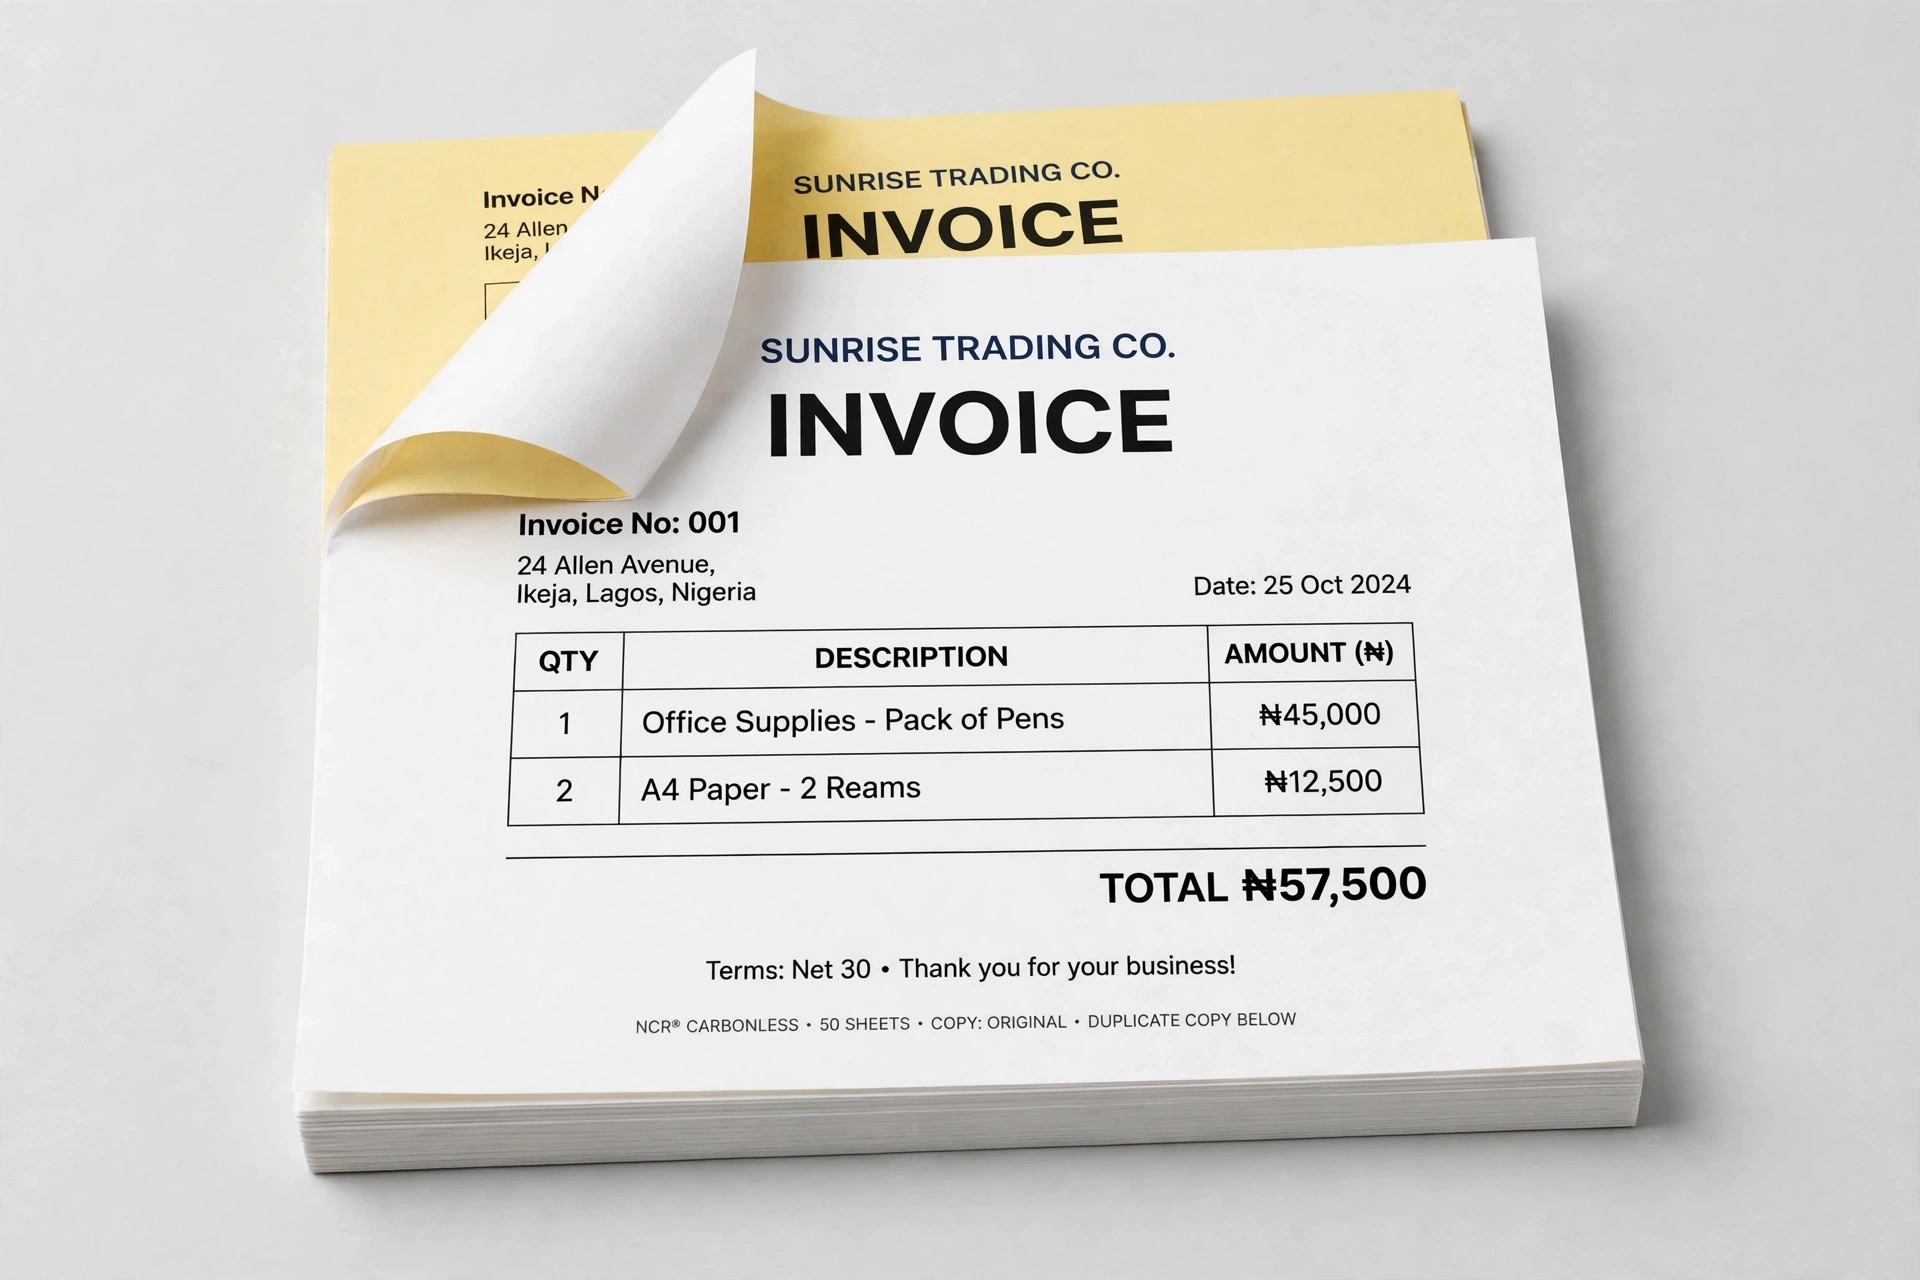 Invoice
24 Allen
Ikeja,
SUNRISE TRADING CO.
INVOICE
SUNRISE TRADING CO.
INVOICE
Invoice No: 001
24 Allen Avenue,
Ikeja, Lagos, Nigeria
Date: 25 Oct 2024
QTY DESCRIPTION AMOUNT (₦)
1 Office Supplies - Pack of Pens ₦45,000
2 A4 Paper - 2 Reams ₦12,500
TOTAL ₦57,500
Terms: Net 30 • Thank you for your business!
NCR® CARBONLESS • 50 SHEETS • COPY: ORIGINAL • DUPLICATE COPY BELOW